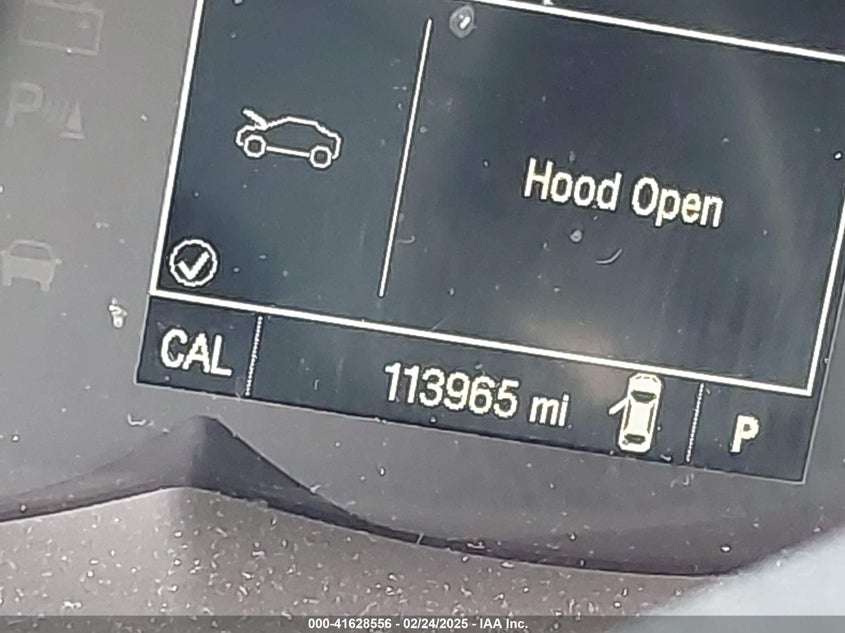 P
Hood Open
CAL
113965 mi
P
000-41628556 - 02/24/2025 - IAA Inc.